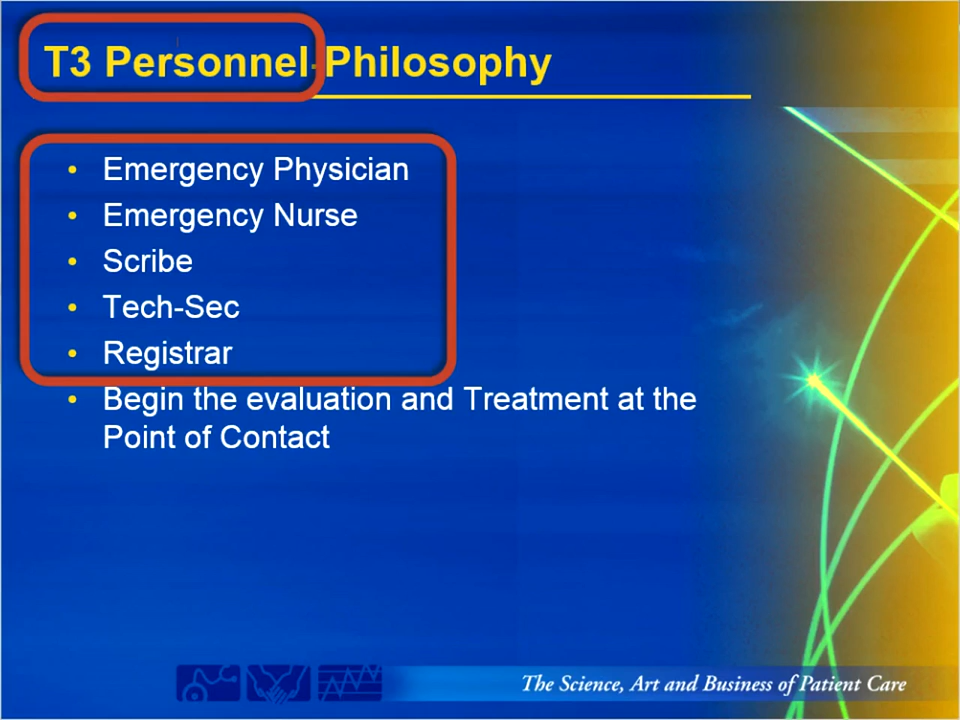 T3 Personnel-Philosophy
• Emergency Physician
• Emergency Nurse
• Scribe
• Tech-Sec
• Registrar
• Begin the evaluation and Treatment at the
Point of Contact
The Science, Art and Business of Patient Care